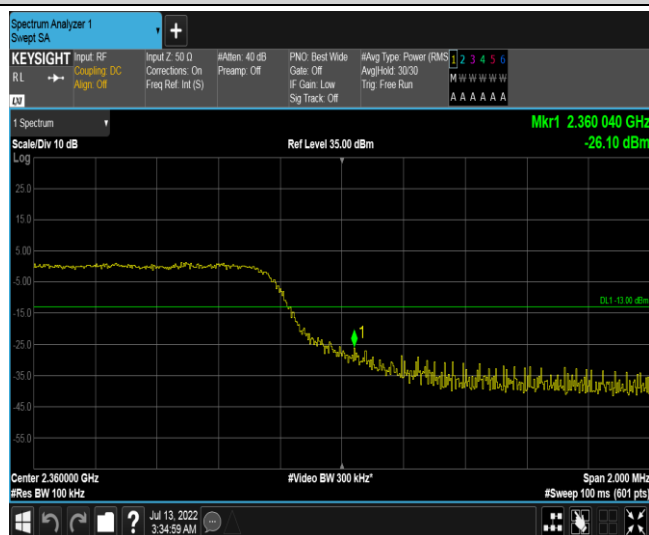 Spectrum Analyzer 1
Swept SA
+
KEYSIGHT
RL
LXI
Input: RF
Coupling: DC
Align: Off
Input Z: 50 Ω
Corrections: On
Freq Ref: Int (S)
#Atten: 40 dB
Preamp: Off
PNO: Best Wide
Gate: Off
IF Gain: Low
Sig Track: Off
#Avg Type: Power (RMS
Avg|Hold: 30/30
Trig: Free Run
1 2 3 4 5 6
M W W W W W
A A A A A A
1 Spectrum
Scale/Div 10 dB
Log
Ref Level 35.00 dBm
Mkr1 2.360 040 GHz
-26.10 dBm
25.0
15.0
5.00
-5.00
DL1 -13.00 dBm
-15.0
1
-25.0
-35.0
-45.0
-55.0
Center 2.360000 GHz
#Video BW 300 kHz*
Span 2.000 MHz
#Res BW 100 kHz
#Sweep 100 ms (601 pts)
?
Jul 13, 2022
3:34:59 AM